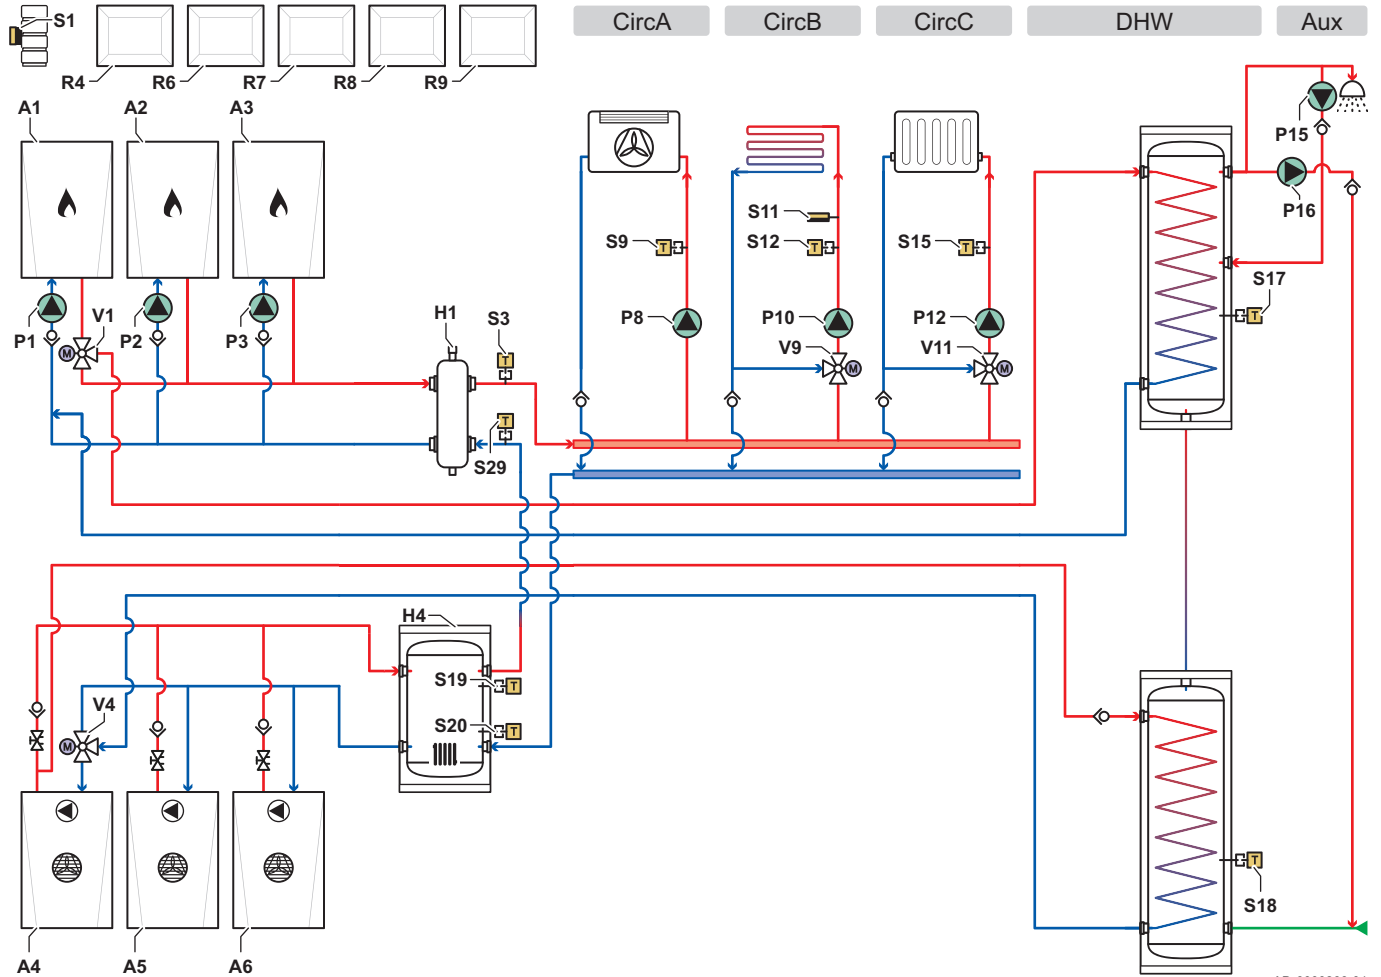 S1
CircA CircB CircC DHW Aux
R4 R6 R7 R8 R9
A1 A2 A3
P15
P16
S11
S9 S12 S15
S17
P1 V1 P2 P3 H1 S3 P8 P10 P12
M V9 M V11 M
S29
H4
S19
V4 S20
M
S18
A4 A5 A6
T T T T T T T T T